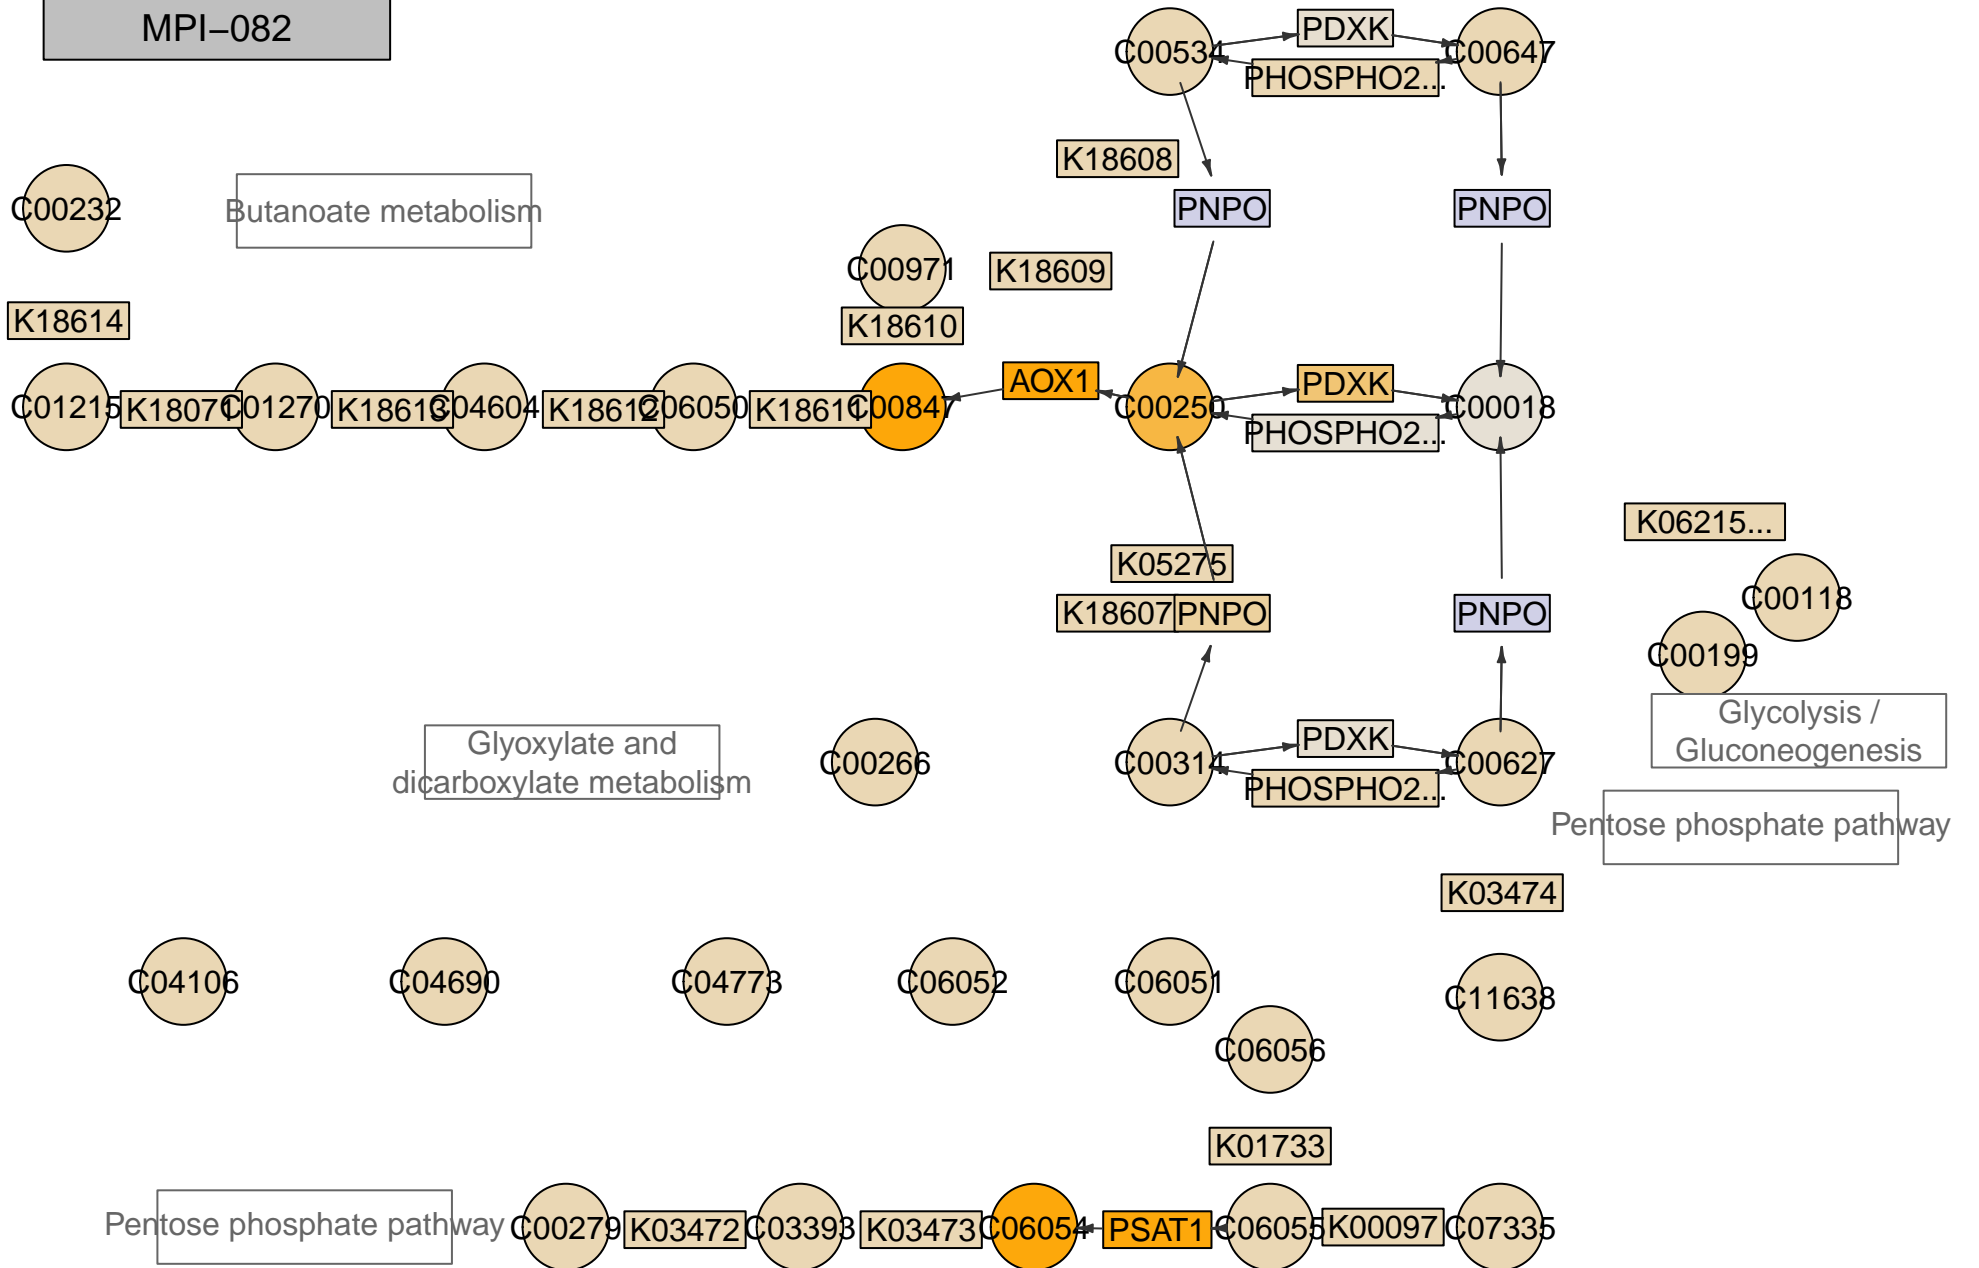 MPI−082
C00534
PDXK
C00647
PHOSPHO2...
K18608
C00232
Butanoate metabolism
PNPO
PNPO
C00971
K18609
K18614
K18610
C01215
K18071
C01270
K18613
C04604
K18612
C06050
K18611
C00847
AOX1
C00250
PDXK
C00018
PHOSPHO2...
K06215...
K05275
C00118
K18607
PNPO
PNPO
C00199
Glycolysis /
Gluconeogenesis
Glyoxylate and
dicarboxylate metabolism
C00266
C00314
PDXK
C00627
PHOSPHO2...
Pentose phosphate pathway
K03474
C04106
C04690
C04773
C06052
C06051
C11638
C06056
K01733
Pentose phosphate pathway
C00279
K03472
C03393
K03473
C06054
PSAT1
C06055
K00097
C07335